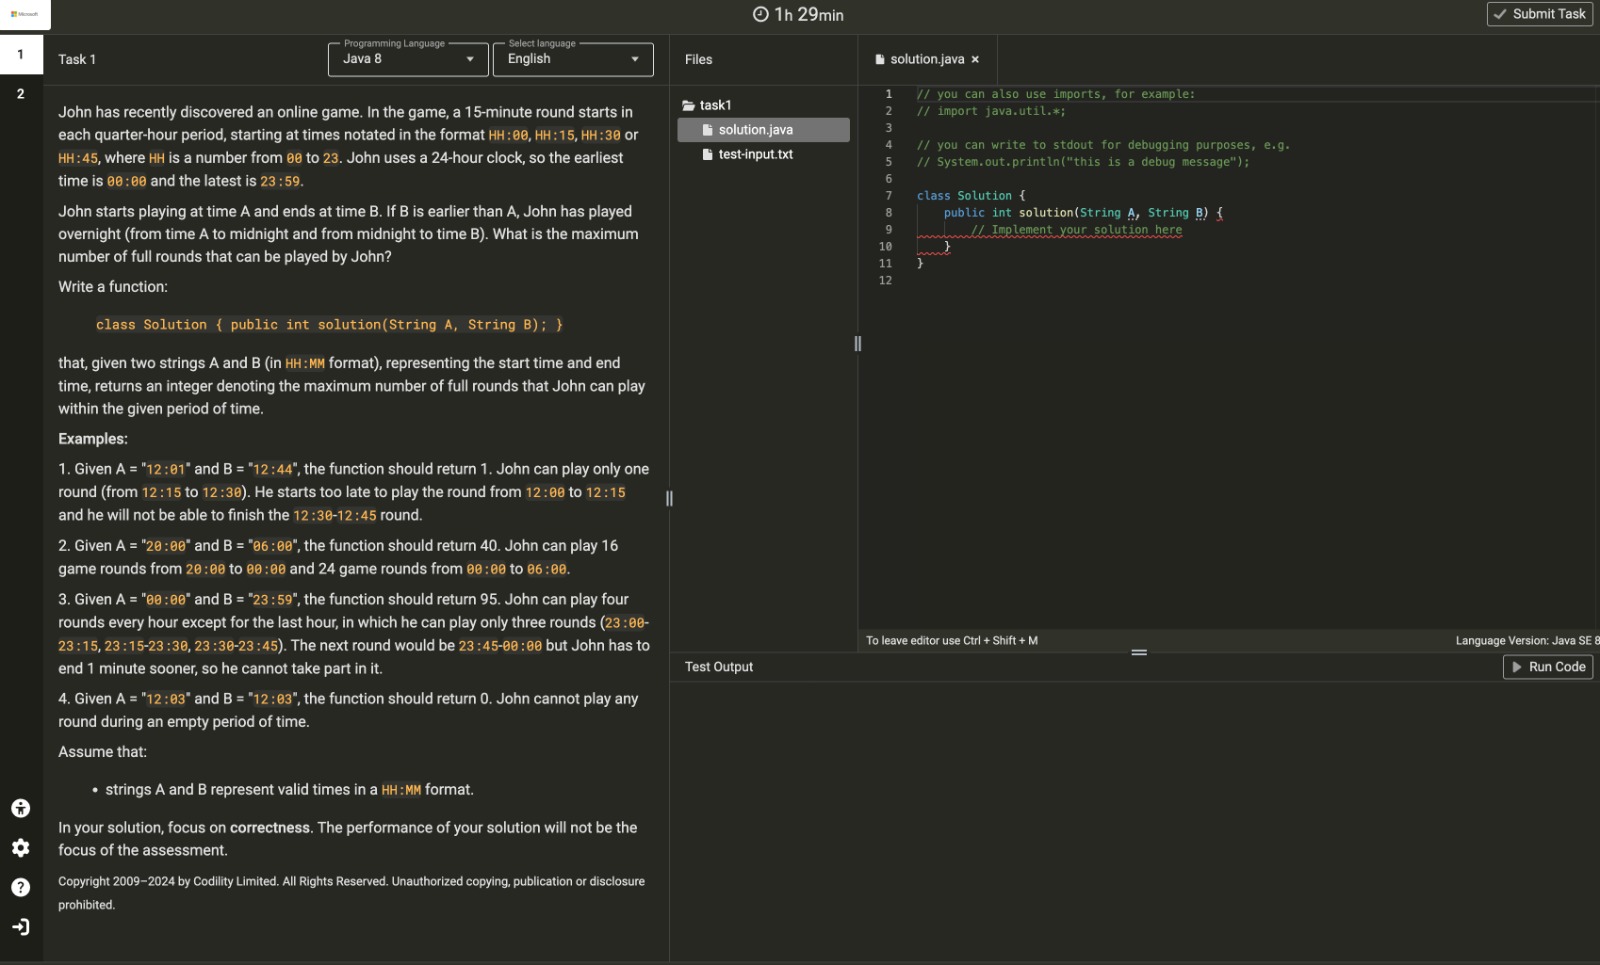 Microsoft
1h 29min
Submit Task
1
2
Task 1
Programming Language
Java 8
Select language
English
John has recently discovered an online game. In the game, a 15-minute round starts in
each quarter-hour period, starting at times notated in the format HH:00, HH:15, HH:30 or
HH:45, where HH is a number from 00 to 23. John uses a 24-hour clock, so the earliest
time is 00:00 and the latest is 23:59.
John starts playing at time A and ends at time B. If B is earlier than A, John has played
overnight (from time A to midnight and from midnight to time B). What is the maximum
number of full rounds that can be played by John?
Write a function:
class Solution { public int solution(String A, String B); }
that, given two strings A and B (in HH:MM format), representing the start time and end
time, returns an integer denoting the maximum number of full rounds that John can play
within the given period of time.
Examples:
1. Given A = "12:01" and B = "12:44", the function should return 1. John can play only one
round (from 12:15 to 12:30). He starts too late to play the round from 12:00 to 12:15
and he will not be able to finish the 12:30-12:45 round.
2. Given A = "20:00" and B = "06:00", the function should return 40. John can play 16
game rounds from 20:00 to 00:00 and 24 game rounds from 00:00 to 06:00.
3. Given A = "00:00" and B = "23:59", the function should return 95. John can play four
rounds every hour except for the last hour, in which he can play only three rounds (23:00-
23:15, 23:15-23:30, 23:30-23:45). The next round would be 23:45-00:00 but John has to
end 1 minute sooner, so he cannot take part in it.
4. Given A = "12:03" and B = "12:03", the function should return 0. John cannot play any
round during an empty period of time.
Assume that:
• strings A and B represent valid times in a HH:MM format.
In your solution, focus on correctness. The performance of your solution will not be the
focus of the assessment.
Copyright 2009–2024 by Codility Limited. All Rights Reserved. Unauthorized copying, publication or disclosure
prohibited.
Files
task1
solution.java
test-input.txt
solution.java ×
1 // you can also use imports, for example:
2 // import java.util.*;
3
4 // you can write to stdout for debugging purposes, e.g.
5 // System.out.println("this is a debug message");
6
7 class Solution {
8 public int solution(String A, String B) {
9 // Implement your solution here
10 }
11 }
12
To leave editor use Ctrl + Shift + M
Language Version: Java SE 8
Test Output
Run Code